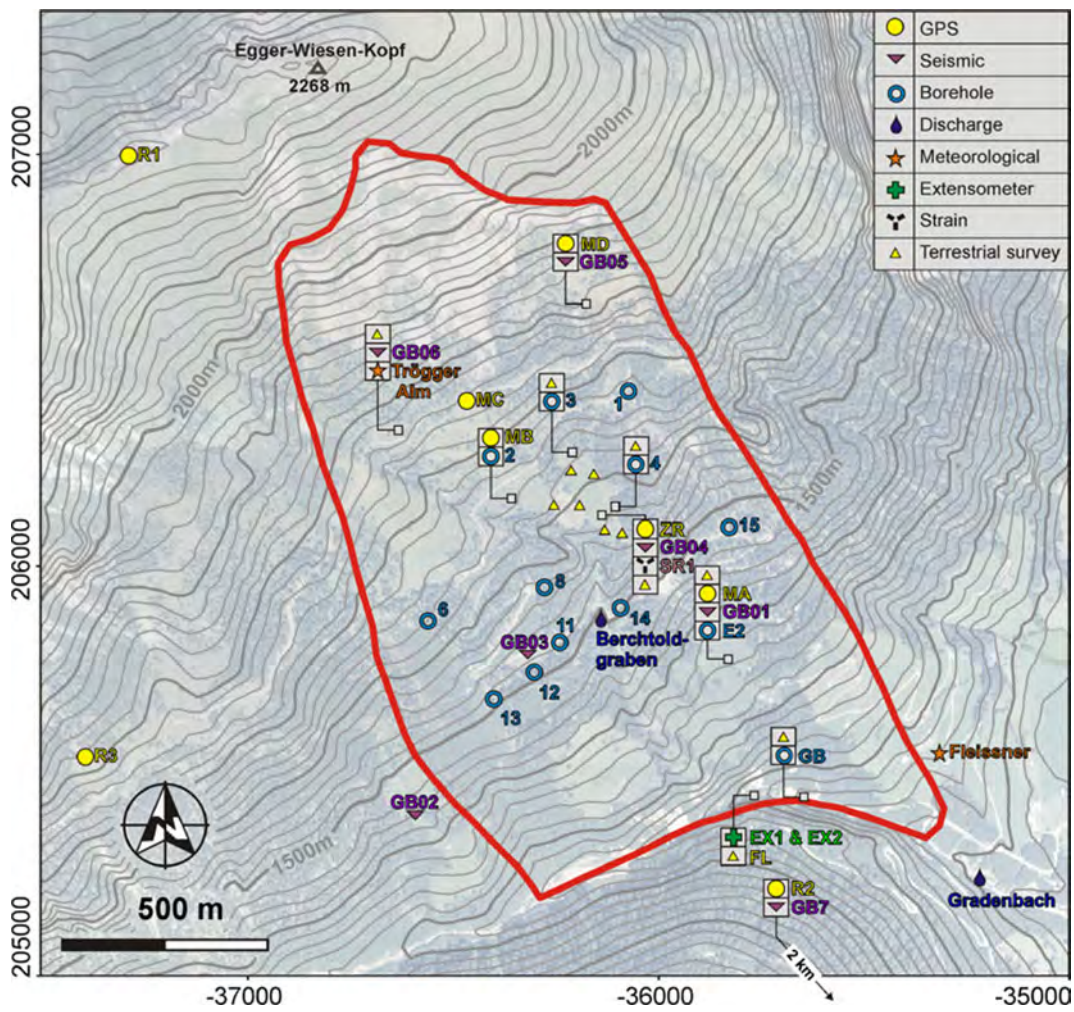 Egger-Wiesen-Kopf
2268 m
GPS
Seismic
Borehole
Discharge
Meteorological
Extensometer
Strain
Terrestrial survey
2000m
2207000
R1
MD
GB05
GB06
Trögger
Alm
2000m
MC
3
1
MB
2
4
1500m
2206000
ZR
15
GB04
SR1
8
MA
6
14
GB01
11
Berchtold-
graben
E2
GB03
12
13
R3
GB
Fleissner
GB02
EX1 & EX2
1500m
FL
N
R2
Gradenbach
500 m
GB7
2205000
2 km
-37000
-36000
-35000